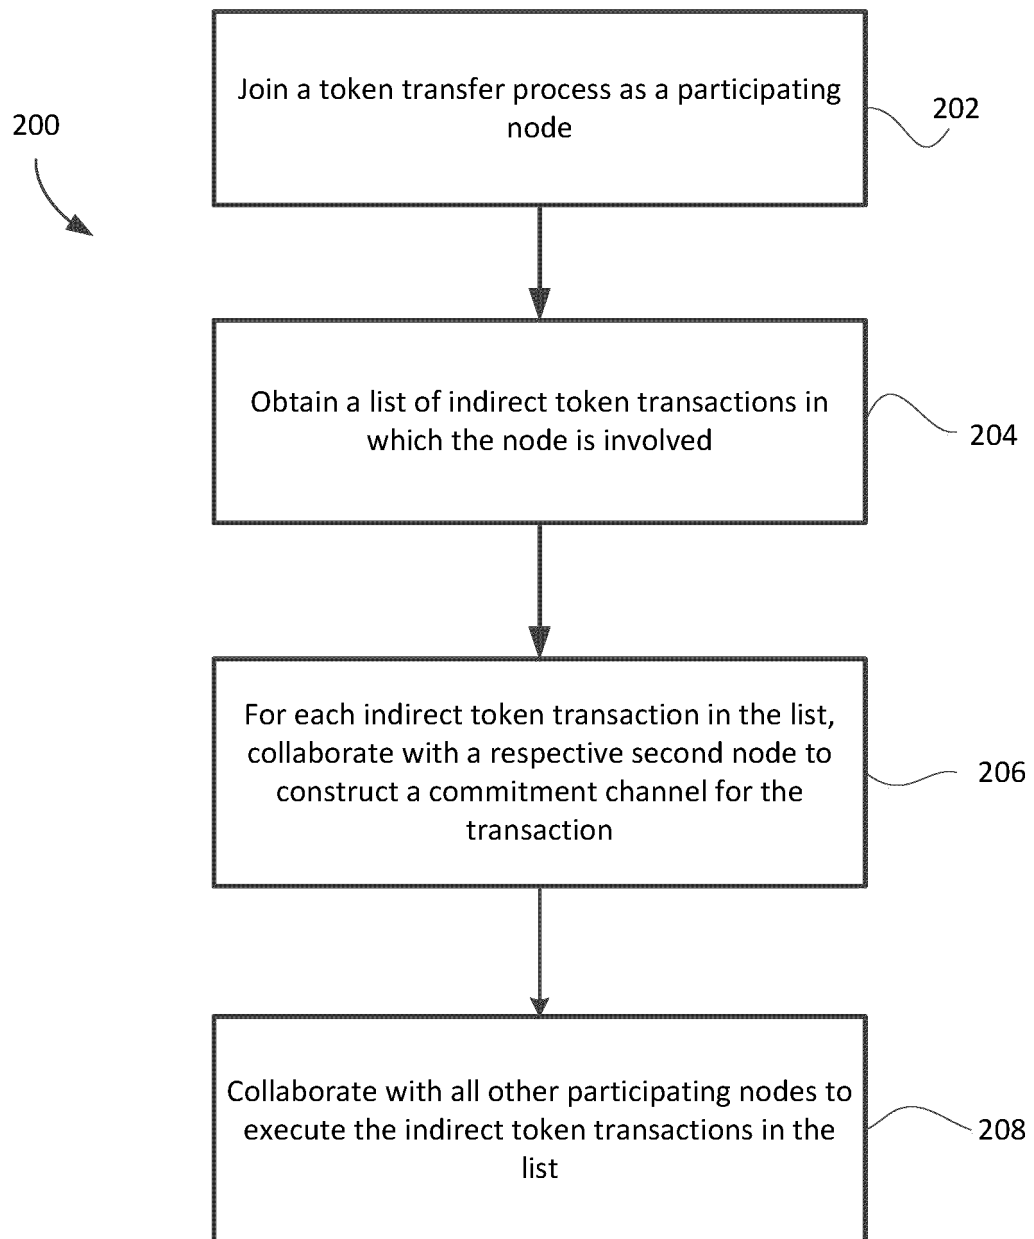 200
Join a token transfer process as a participating
node
202
Obtain a list of indirect token transactions in
which the node is involved
204
For each indirect token transaction in the list,
collaborate with a respective second node to
construct a commitment channel for the
transaction
206
Collaborate with all other participating nodes to
execute the indirect token transactions in the
list
208